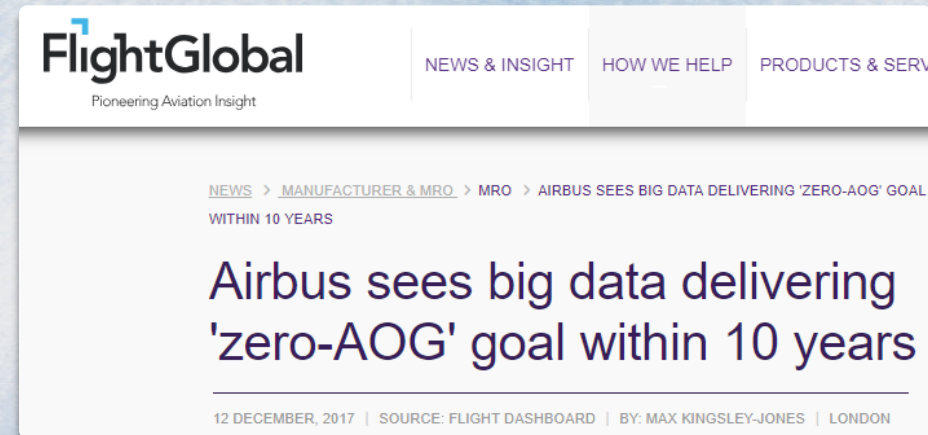 FlightGlobal
Pioneering Aviation Insight
NEWS & INSIGHT
HOW WE HELP
PRODUCTS & SERV
NEWS > MANUFACTURER & MRO > MRO > AIRBUS SEES BIG DATA DELIVERING 'ZERO-AOG' GOAL
WITHIN 10 YEARS
Airbus sees big data delivering
'zero-AOG' goal within 10 years
12 DECEMBER, 2017 | SOURCE: FLIGHT DASHBOARD | BY: MAX KINGSLEY-JONES | LONDON